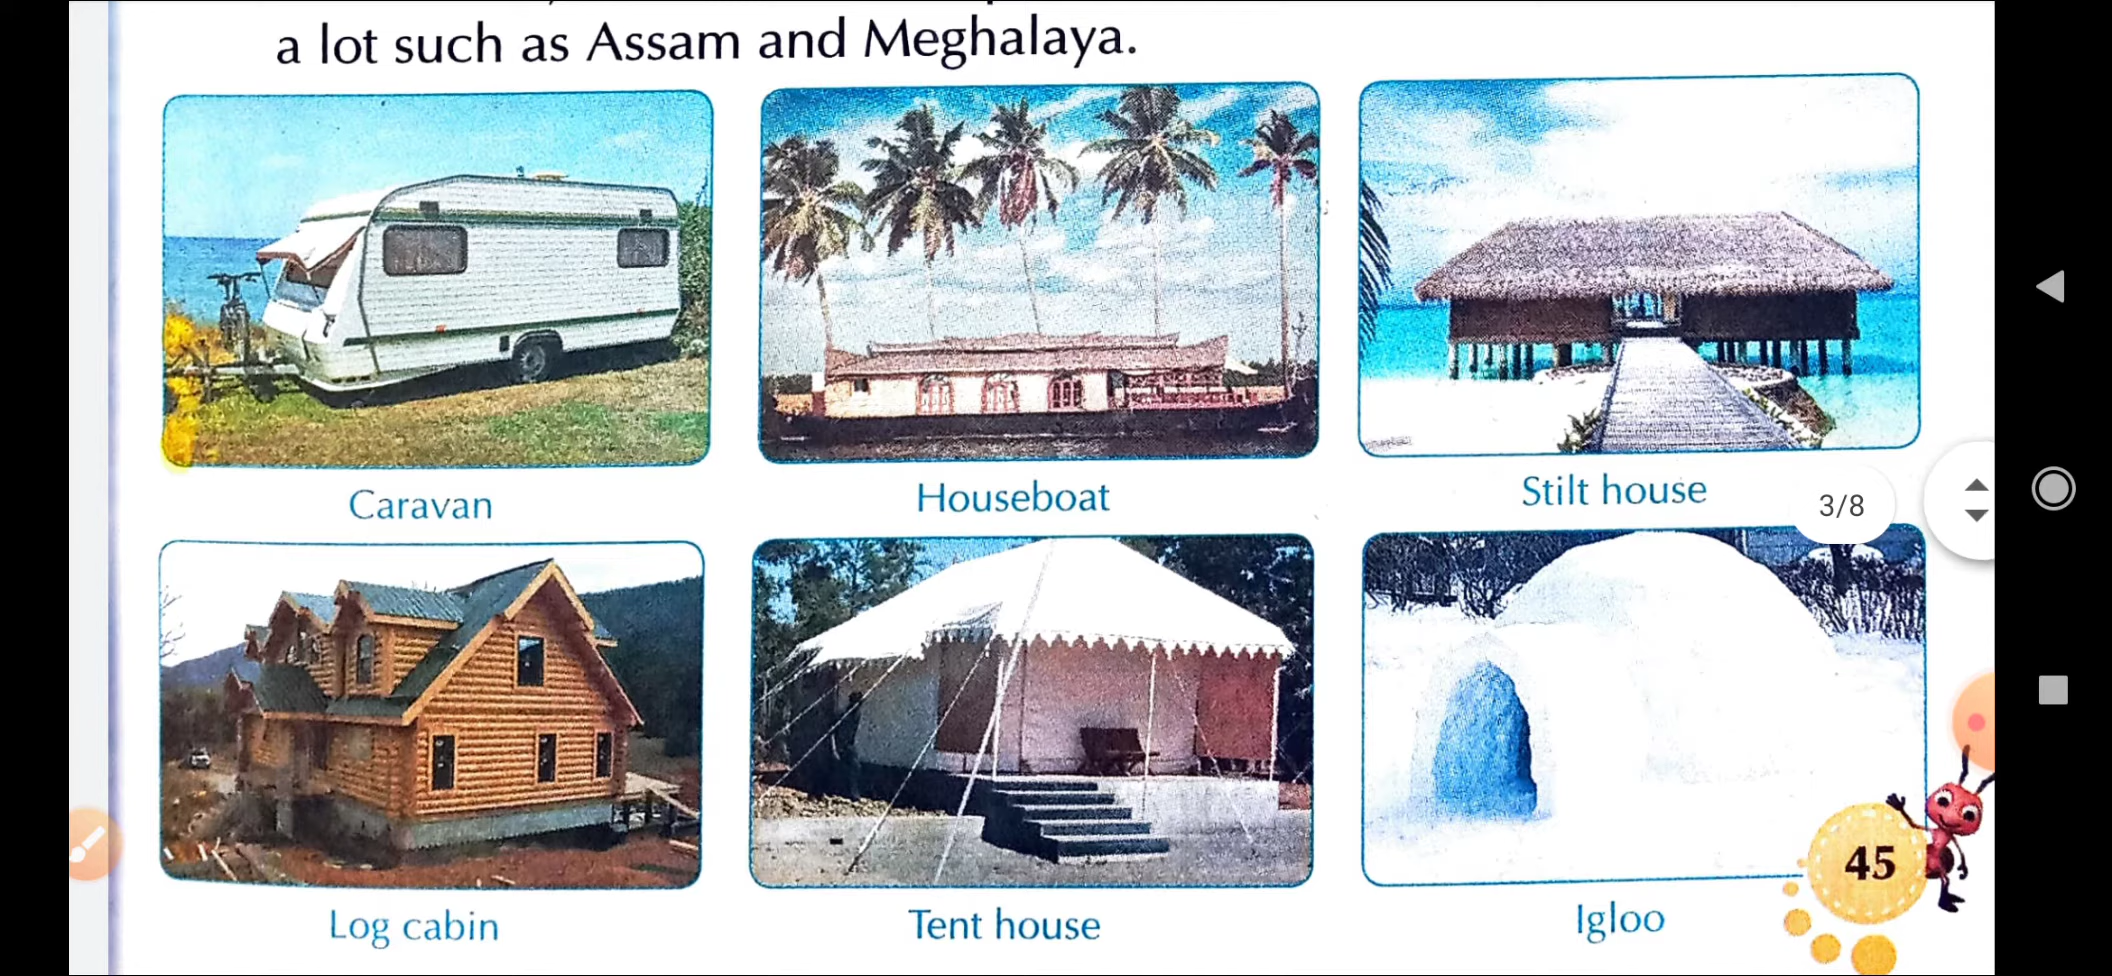 a lot such as Assam and Meghalaya.
Caravan
Houseboat
Stilt house
3/8
Log cabin
Tent house
Igloo
45